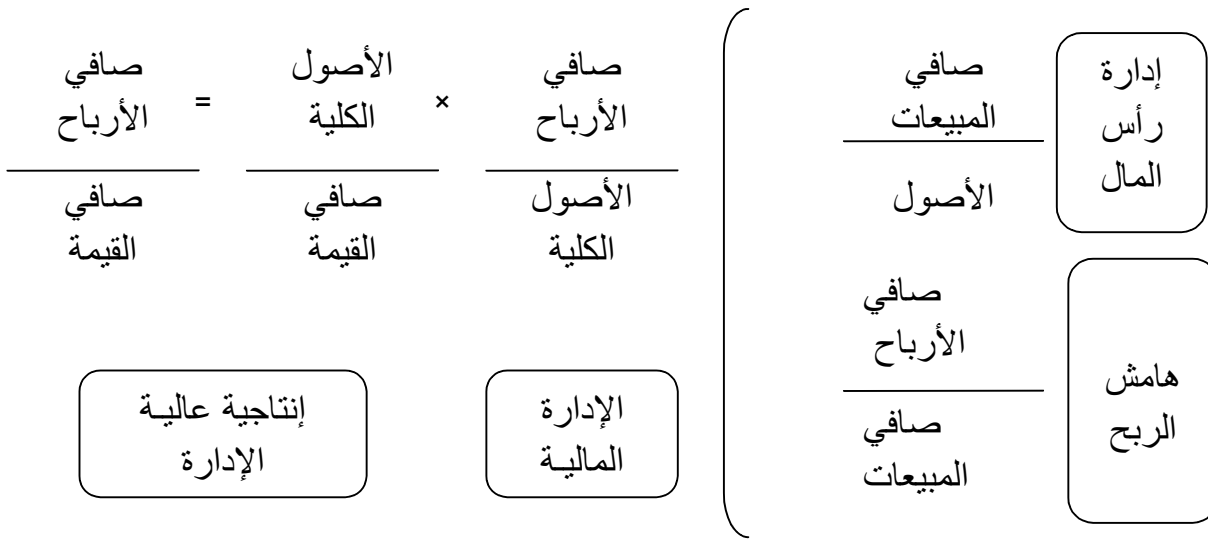 إدارة
رأس
المال
صافي
المبيعات
الأصول
هامش
الربح
صافي
الأرباح
صافي
المبيعات
صافي
الأرباح
الأصول
الكلية
×
الأصول
الكلية
صافي
القيمة
=
صافي
الأرباح
صافي
القيمة
الإدارة
المالية
إنتاجية عالية
الإدارة